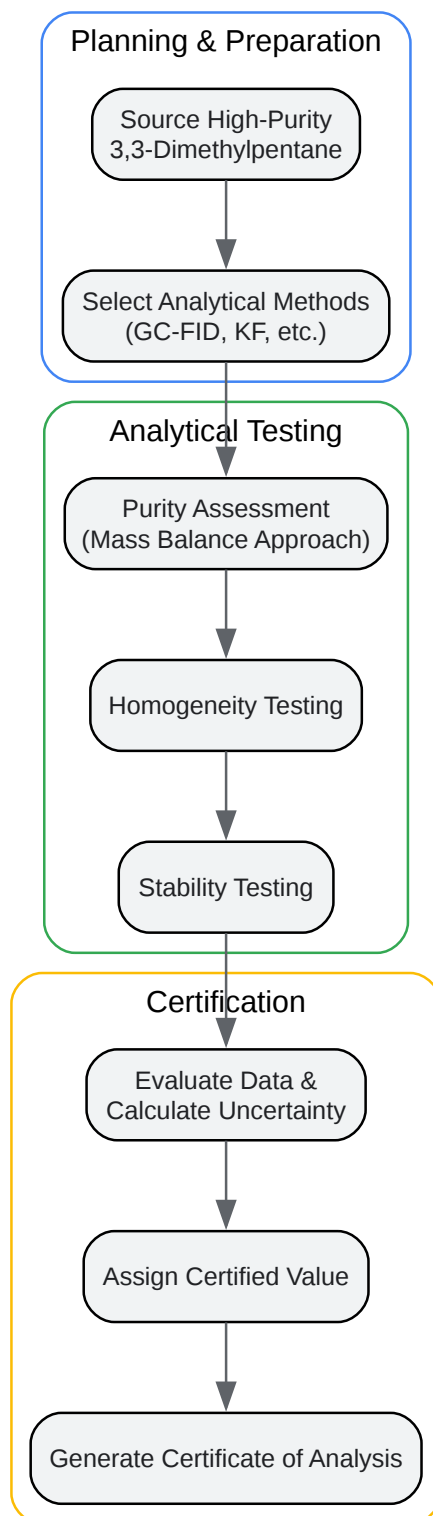 Planning & Preparation
Source High-Purity
3,3-Dimethylpentane
Select Analytical Methods
(GC-FID, KF, etc.)
Analytical Testing
Purity Assessment
(Mass Balance Approach)
Homogeneity Testing
Stability Testing
Certification
Evaluate Data &
Calculate Uncertainty
Assign Certified Value
Generate Certificate of Analysis